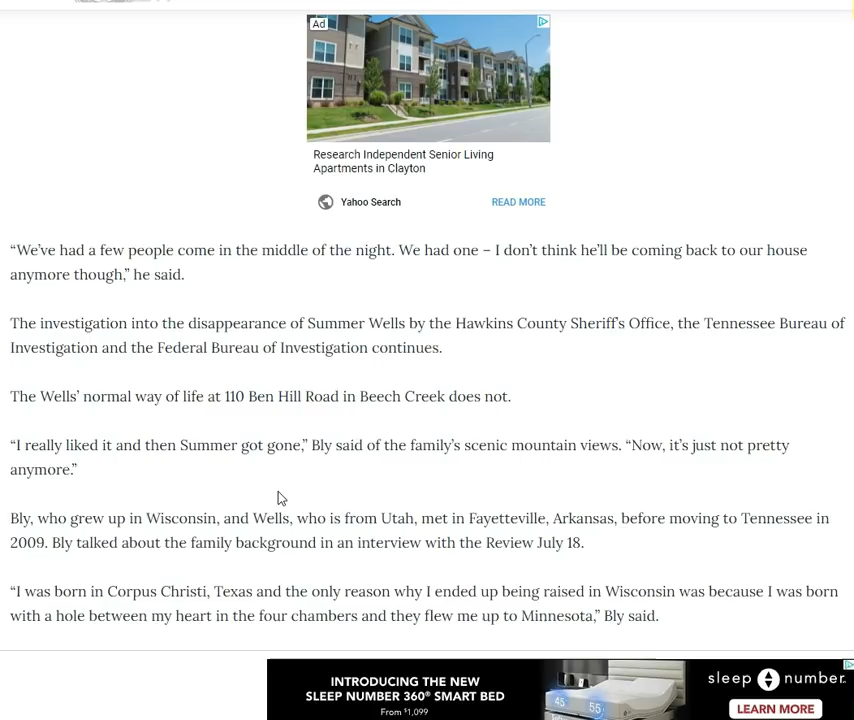 Ad
Research Independent Senior Living
Apartments in Clayton
Yahoo Search
READ MORE
“We’ve had a few people come in the middle of the night. We had one – I don’t think he’ll be coming back to our house
anymore though,” he said.
The investigation into the disappearance of Summer Wells by the Hawkins County Sheriff’s Office, the Tennessee Bureau of
Investigation and the Federal Bureau of Investigation continues.
The Wells’ normal way of life at 110 Ben Hill Road in Beech Creek does not.
“I really liked it and then Summer got gone,” Bly said of the family’s scenic mountain views. “Now, it’s just not pretty
anymore.”
Bly, who grew up in Wisconsin, and Wells, who is from Utah, met in Fayetteville, Arkansas, before moving to Tennessee in
2009. Bly talked about the family background in an interview with the Review July 18.
“I was born in Corpus Christi, Texas and the only reason why I ended up being raised in Wisconsin was because I was born
with a hole between my heart in the four chambers and they flew me up to Minnesota,” Bly said.
INTRODUCING THE NEW
SLEEP NUMBER 360® SMART BED
From $1,099
45
55
sleep number.
LEARN MORE